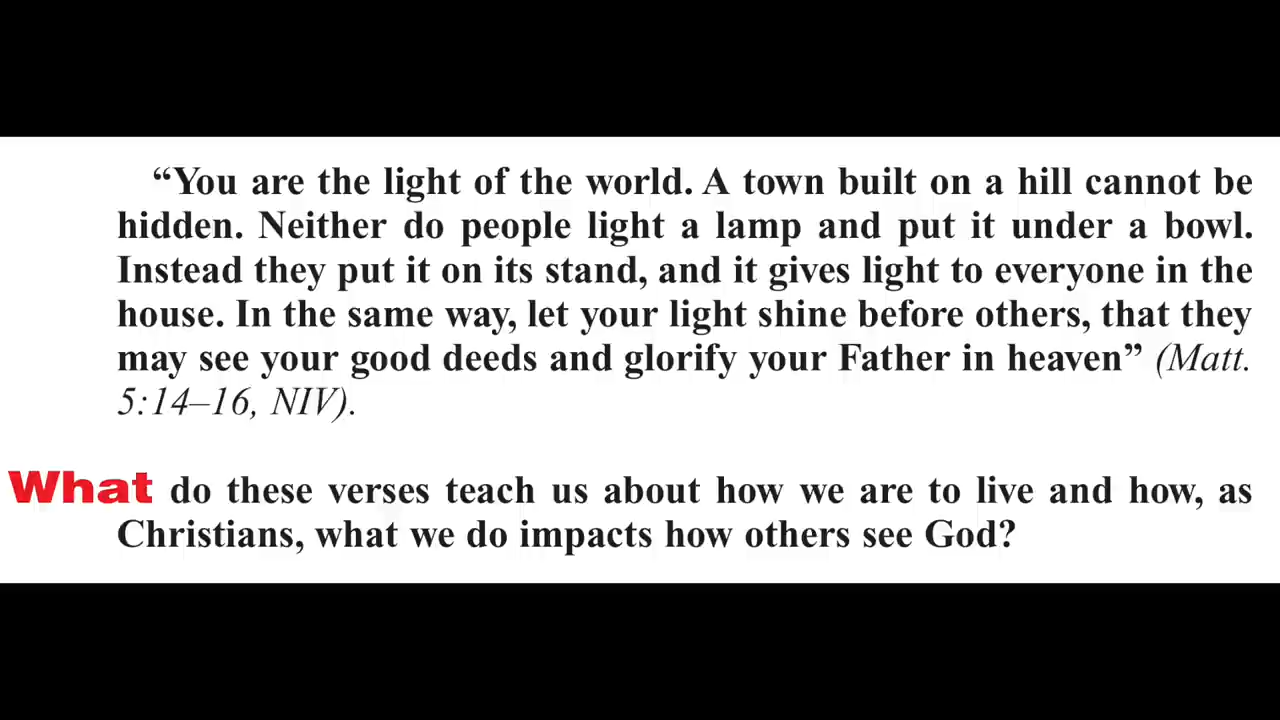 “You are the light of the world. A town built on a hill cannot be
hidden. Neither do people light a lamp and put it under a bowl.
Instead they put it on its stand, and it gives light to everyone in the
house. In the same way, let your light shine before others, that they
may see your good deeds and glorify your Father in heaven” (Matt.
5:14–16, NIV).
What do these verses teach us about how we are to live and how, as
Christians, what we do impacts how others see God?